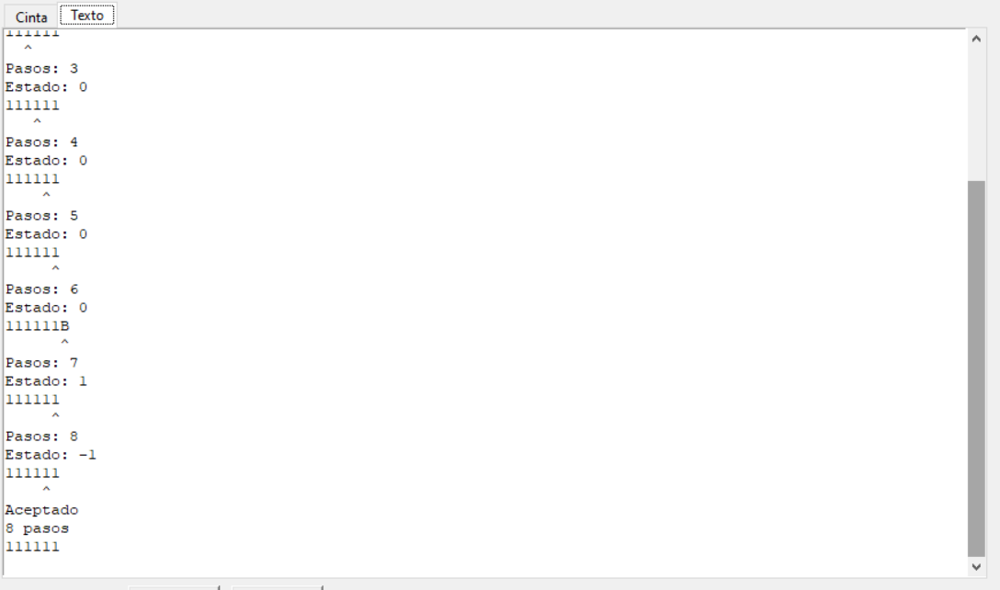 Cinta Texto
111111
^
Pasos: 3
Estado: 0
111111
^
Pasos: 4
Estado: 0
111111
^
Pasos: 5
Estado: 0
111111
^
Pasos: 6
Estado: 0
111111B
^
Pasos: 7
Estado: 1
111111
^
Pasos: 8
Estado: -1
111111
^
Aceptado
8 pasos
111111